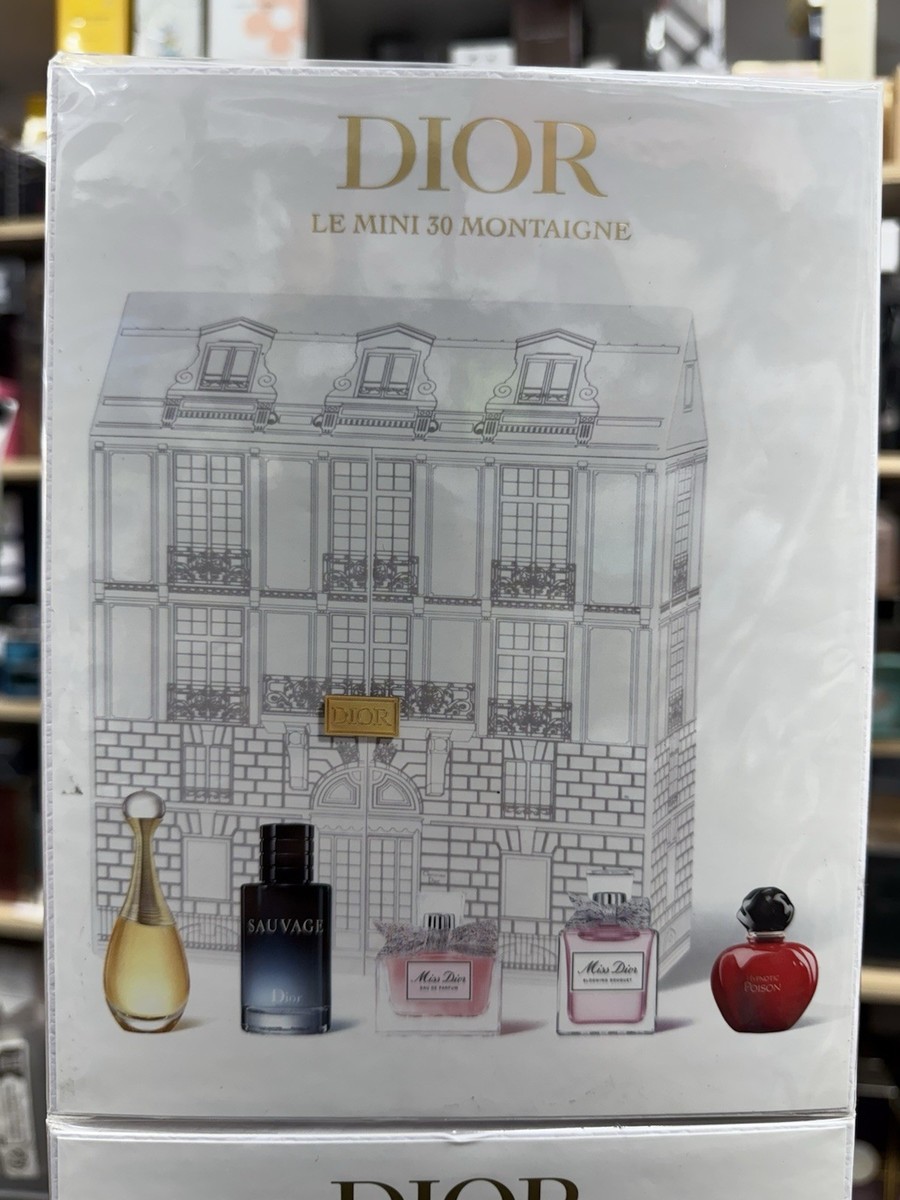 DIOR
LE MINI 30 MONTAIGNE
DIOR
SAUVAGE
Dior
Miss Dior
EAU DE PARFUM
Miss Dior
BLOOMING BOUQUET
HYPNOTIC
POISON
DIOR